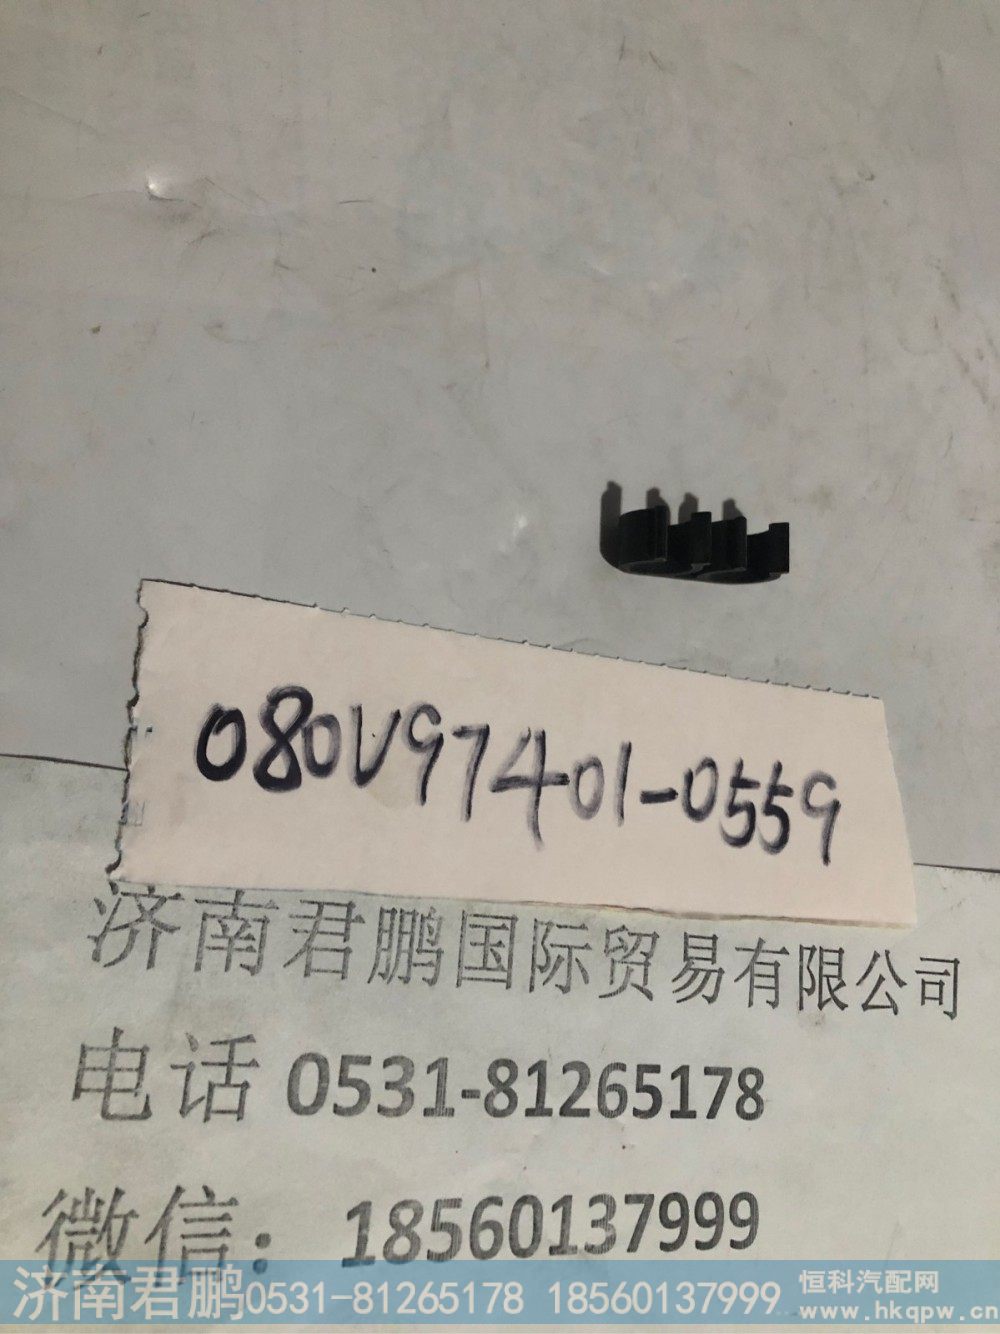 080V97401-0559
济南君鹏国际贸易有限公司
电话 0531-81265178
微信: 18560137999
济南君鹏0531-81265178 18560137999
恒科汽配网
www.hkqpw.cn